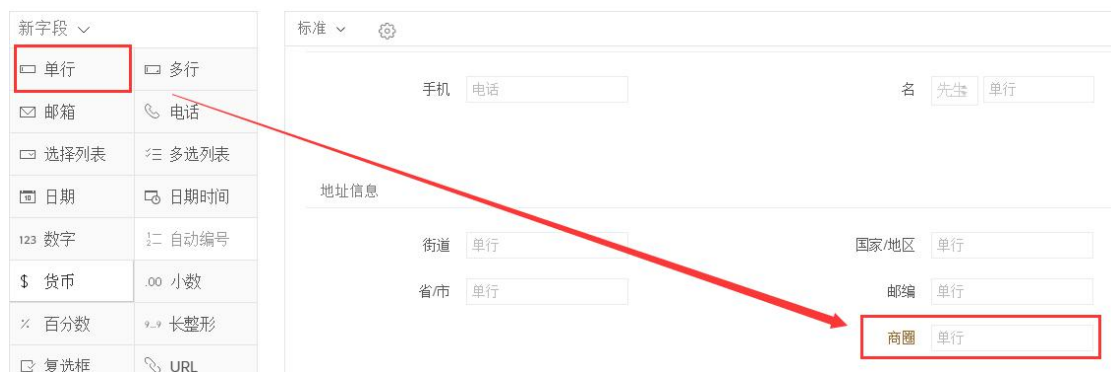 新字段
单行
多行
邮箱
电话
选择列表
多选列表
日期
日期时间
123 数字
自动编号
$ 货币
.00 小数
% 百分数
9..9 长整形
复选框
URL
标准
手机 电话
名 先生 单行
地址信息
街道 单行
国家/地区 单行
省/市 单行
邮编 单行
商圈 单行